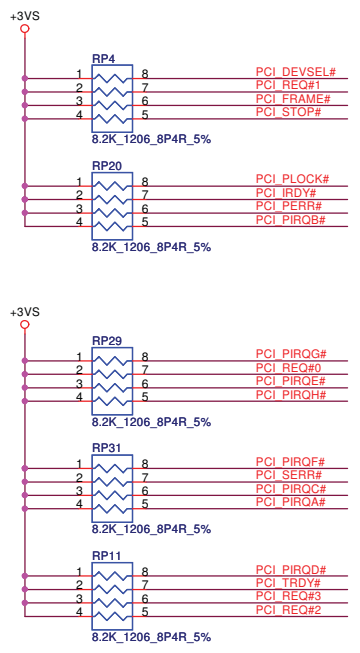 +3VS
RP4
1 8 PCI_DEVSEL#
2 7 PCI_REQ#1
3 6 PCI_FRAME#
4 5 PCI_STOP#
8.2K_1206_8P4R_5%
RP20
1 8 PCI_PLOCK#
2 7 PCI_IRDY#
3 6 PCI_PERR#
4 5 PCI_PIRQB#
8.2K_1206_8P4R_5%
+3VS
RP29
1 8 PCI_PIRQG#
2 7 PCI_REQ#0
3 6 PCI_PIRQE#
4 5 PCI_PIRQH#
8.2K_1206_8P4R_5%
RP31
1 8 PCI_PIRQF#
2 7 PCI_SERR#
3 6 PCI_PIRQC#
4 5 PCI_PIRQA#
8.2K_1206_8P4R_5%
RP11
1 8 PCI_PIRQD#
2 7 PCI_TRDY#
3 6 PCI_REQ#3
4 5 PCI_REQ#2
8.2K_1206_8P4R_5%